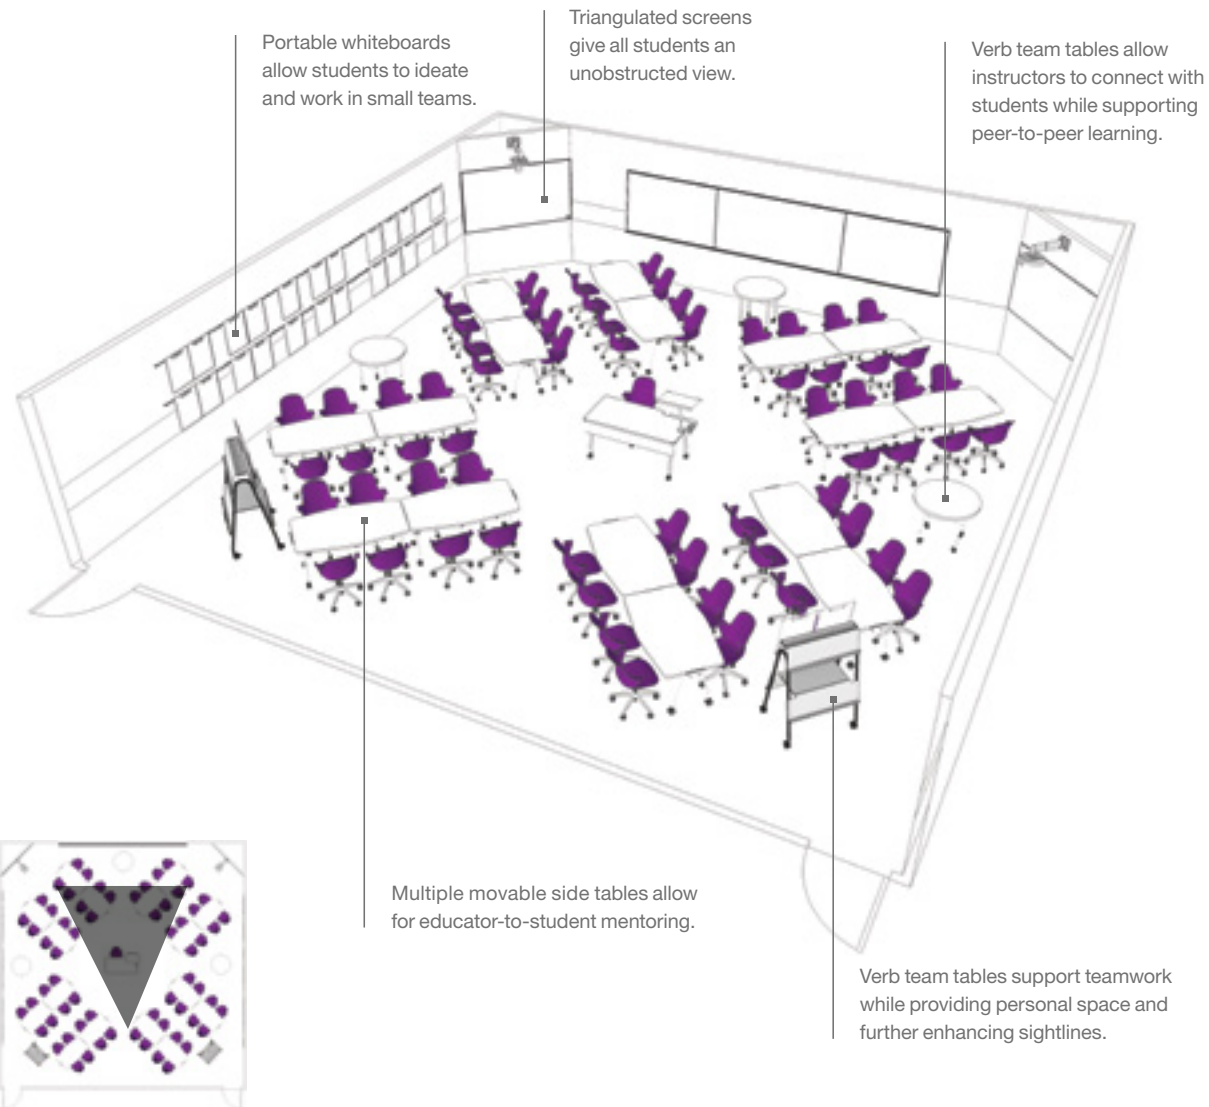 Portable whiteboards
allow students to ideate
and work in small teams.
Triangulated screens
give all students an
unobstructed view.
Verb team tables allow
instructors to connect with
students while supporting
peer-to-peer learning.
Multiple movable side tables allow
for educator-to-student mentoring.
Verb team tables support teamwork
while providing personal space and
further enhancing sightlines.